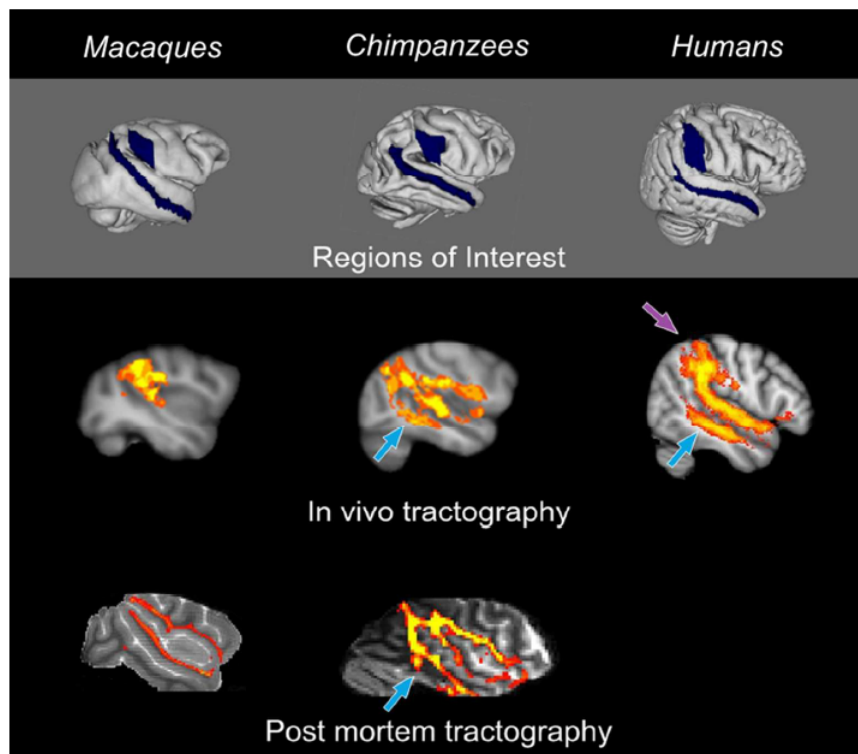 Macaques Chimpanzees Humans
Regions of Interest
In vivo tractography
Post mortem tractography